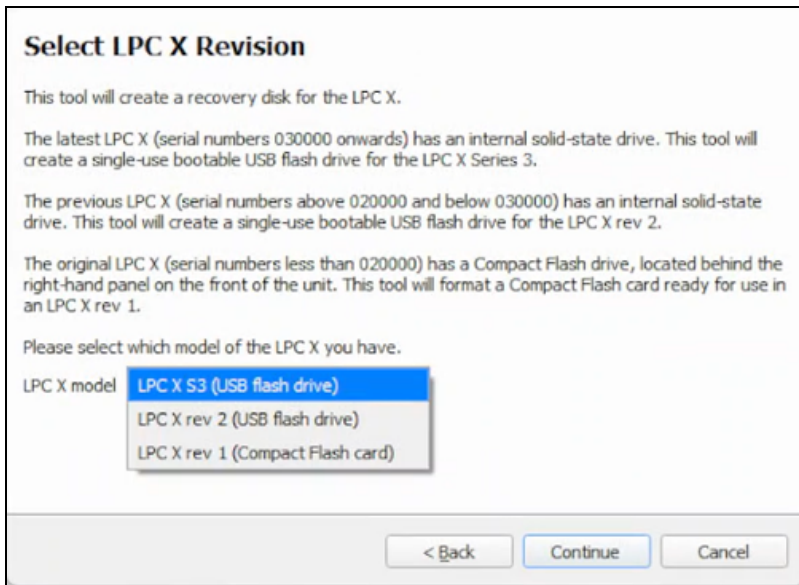 Select LPC X Revision
This tool will create a recovery disk for the LPC X.
The latest LPC X (serial numbers 030000 onwards) has an internal solid-state drive. This tool will
create a single-use bootable USB flash drive for the LPC X Series 3.
The previous LPC X (serial numbers above 020000 and below 030000) has an internal solid-state
drive. This tool will create a single-use bootable USB flash drive for the LPC X rev 2.
The original LPC X (serial numbers less than 020000) has a Compact Flash drive, located behind the
right-hand panel on the front of the unit. This tool will format a Compact Flash card ready for use in
an LPC X rev 1.
Please select which model of the LPC X you have.
LPC X model LPC X S3 (USB flash drive)
LPC X rev 2 (USB flash drive)
LPC X rev 1 (Compact Flash card)
< Back Continue Cancel